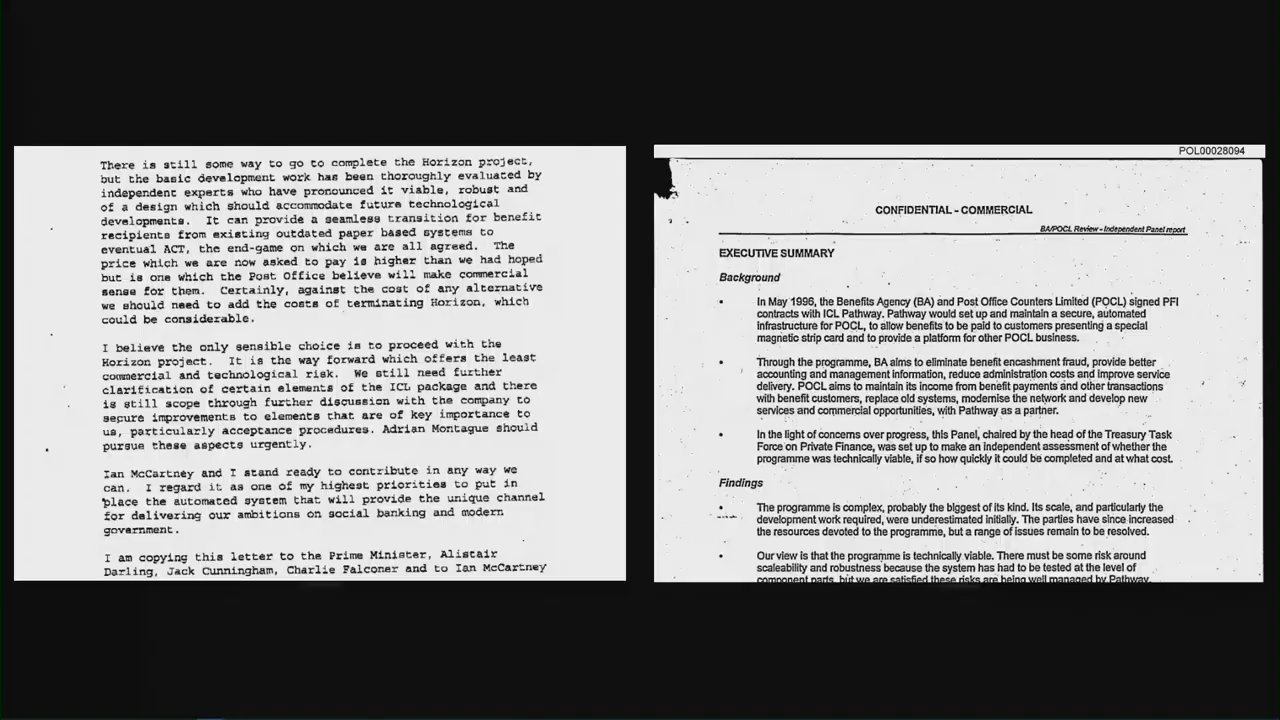 There is still some way to go to complete the Horizon project,
but the basic development work has been thoroughly evaluated by
independent experts who have pronounced it viable, robust and
of a design which should accommodate future technological
developments. It can provide a seamless transition for benefit
recipients from existing outdated paper based systems to
eventual ACT, the end-game on which we are all agreed. The
price which we are now asked to pay is higher than we had hoped
but is one which the Post Office believe will make commercial
sense for them. Certainly, against the cost of any alternative
we should need to add the costs of terminating Horizon, which
could be considerable.
I believe the only sensible choice is to proceed with the
Horizon project. It is the way forward which offers the least
commercial and technological risk. We still need further
clarification of certain elements of the ICL package and there
is still scope through further discussion with the company to
secure improvements to elements that are of key importance to
us, particularly acceptance procedures. Adrian Montague should
pursue these aspects urgently.
Ian McCartney and I stand ready to contribute in any way we
can. I regard it as one of my highest priorities to put in
place the automated system that will provide the unique channel
for delivering our ambitions on social banking and modern
government.
I am copying this letter to the Prime Minister, Alistair
Darling, Jack Cunningham, Charlie Falconer and to Ian McCartney
POL00028094
CONFIDENTIAL - COMMERCIAL
BA/POCL Review - Independent Panel report
EXECUTIVE SUMMARY
Background
• In May 1996, the Benefits Agency (BA) and Post Office Counters Limited (POCL) signed PFI
contracts with ICL Pathway. Pathway would set up and maintain a secure, automated
infrastructure for POCL, to allow benefits to be paid to customers presenting a special
magnetic strip card and to provide a platform for other POCL business.
• Through the programme, BA aims to eliminate benefit encashment fraud, provide better
accounting and management information, reduce administration costs and improve service
delivery. POCL aims to maintain its income from benefit payments and other transactions
with benefit customers, replace old systems, modernise the network and develop new
services and commercial opportunities, with Pathway as a partner.
• In the light of concerns over progress, this Panel, chaired by the head of the Treasury Task
Force on Private Finance, was set up to make an independent assessment of whether the
programme was technically viable, if so how quickly it could be completed and at what cost.
Findings
• The programme is complex, probably the biggest of its kind. Its scale, and particularly the
development work required, were underestimated initially. The parties have since increased
the resources devoted to the programme, but a range of issues remain to be resolved.
• Our view is that the programme is technically viable. There must be some risk around
scaleability and robustness because the system has had to be tested at the level of
component parts, but we are satisfied these risks are being well managed by Pathway.